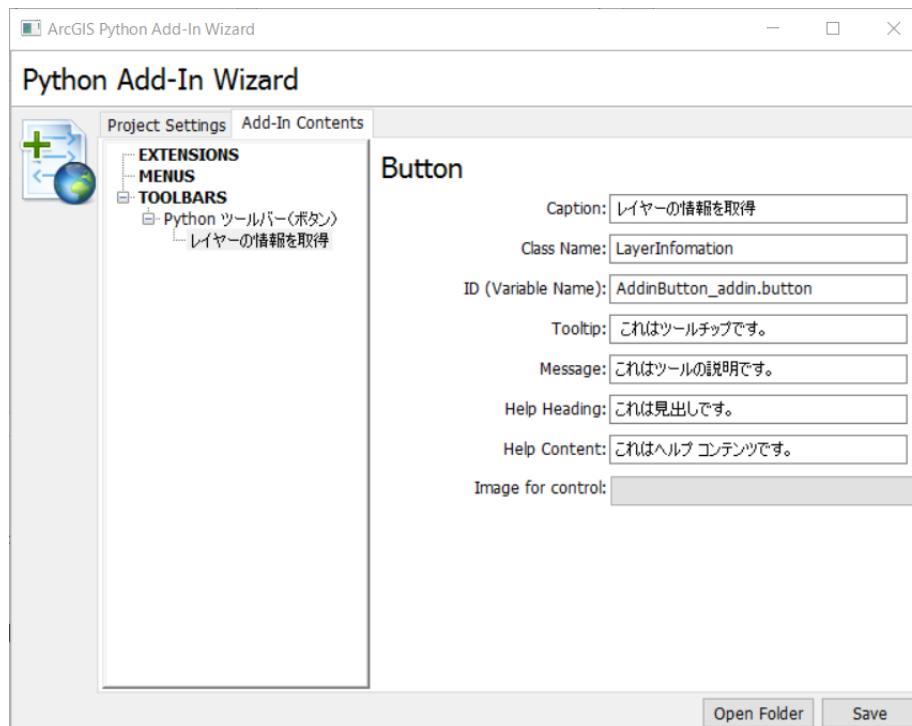 ArcGIS Python Add-In Wizard
Python Add-In Wizard
Project Settings
Add-In Contents
EXTENSIONS
MENUS
TOOLBARS
Python ツールバー(ボタン)
レイヤーの情報を取得
Button
Caption: レイヤーの情報を取得
Class Name: LayerInfomation
ID (Variable Name): AddinButton_addin.button
Tooltip: これはツールチップです。
Message: これはツールの説明です。
Help Heading: これは見出しです。
Help Content: これはヘルプ コンテンツです。
Image for control:
Open Folder
Save